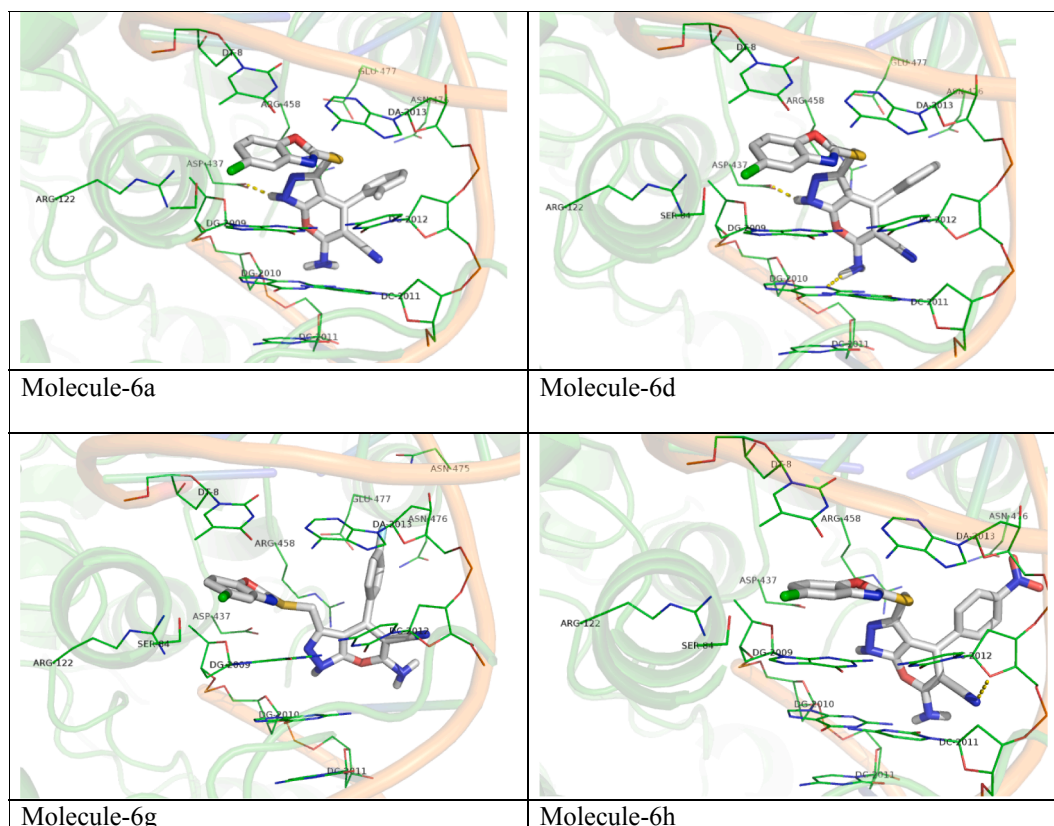 DT-8
GLU-477
ARG-458
DA-2013
ASP-437
ARG-122
DG-2009
DC-2012
DG-2010
DC-2011
DC-2011
DT-8
GLU-477
ARG-458
DA-2013
ASN-476
ASP-437
ARG-122
SER-84
DG-2009
DC-2012
DG-2010
DC-2011
DC-2011
Molecule-6a
Molecule-6d
ASN-475
DT-8
GLU-477
ASN-476
DA-2013
ARG-458
ASP-437
SER-84
ARG-122
DC-2012
DG-2009
DG-2010
DC-2011
DT-8
ARG-458
ASN-476
DA-2013
ASP-437
ARG-122
SER-84
DG-2009
DC-2012
DG-2010
DC-2011
DC-2011
Molecule-6g
Molecule-6h